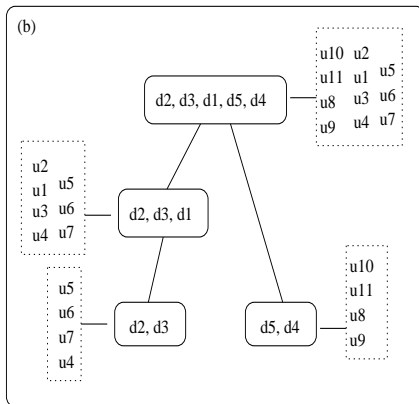 (b)
u10 u2
u5
u11 u1
u8 u3 u6
u9 u4 u7
d2, d3, d1, d5, d4
u2
u1 u5
u3 u6
u4 u7
d2, d3, d1
u5
u6
u7
u4
d2, d3
d5, d4
u10
u11
u8
u9